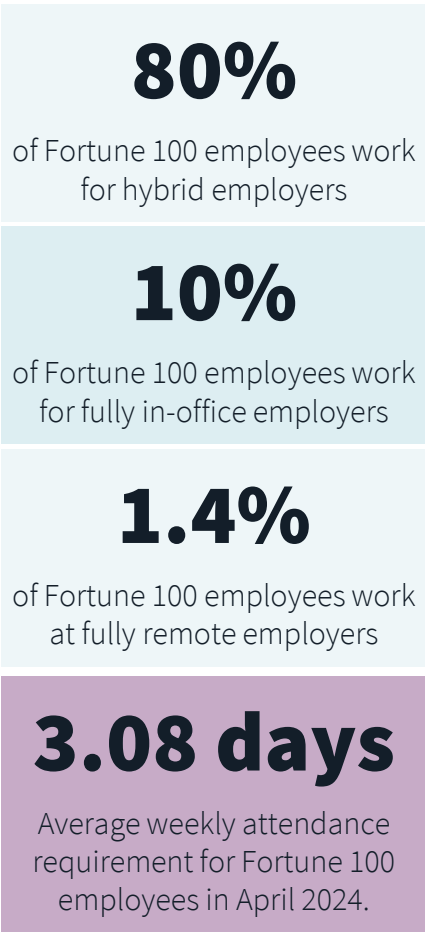 80%
of Fortune 100 employees work
for hybrid employers
10%
of Fortune 100 employees work
for fully in-office employers
1.4%
of Fortune 100 employees work
at fully remote employers
3.08 days
Average weekly attendance
requirement for Fortune 100
employees in April 2024.